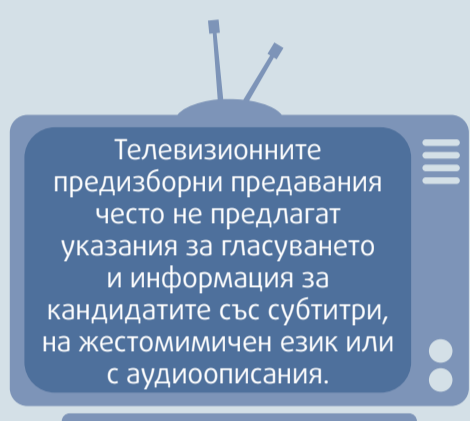 Телевизионните
предизборни предавания
често не предлагат
указания за гласуването
и информация за
кандидатите със субтитри,
на жестомимичен език или
с аудиоописания.